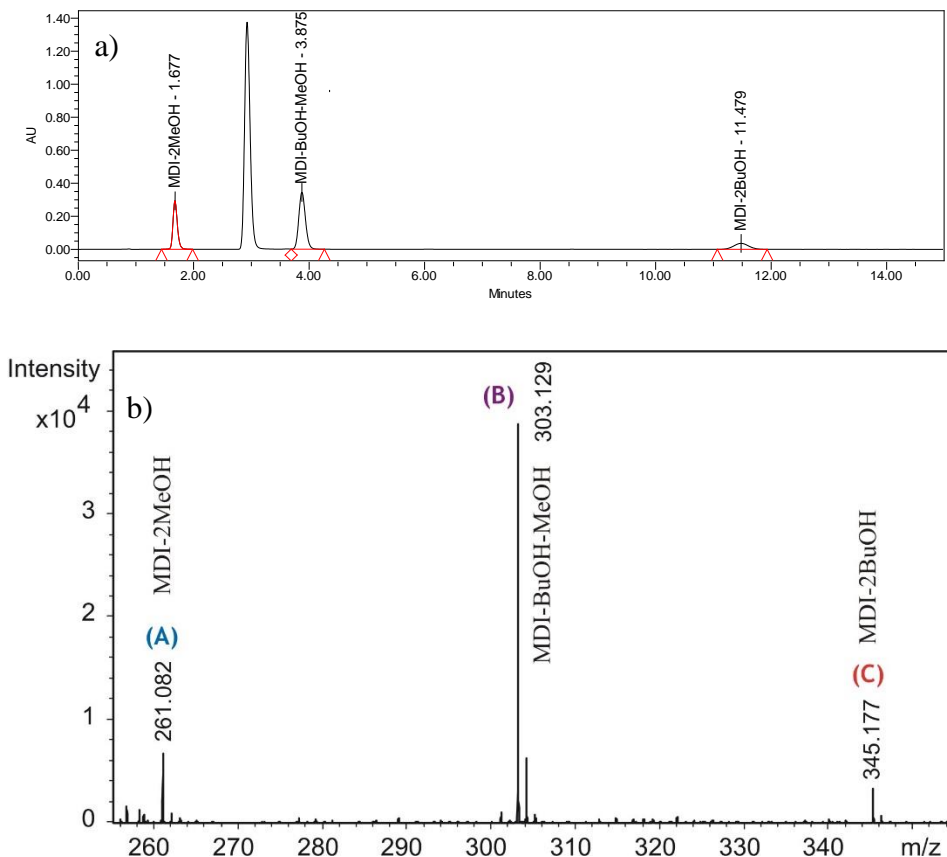 a)
1.40
1.20
1.00
0.80
0.60
0.40
0.20
0.00
AU
MDI-2MeOH - 1.677
MDI-BuOH-MeOH - 3.875
MDI-2BuOH - 11.479
0.00 2.00 4.00 6.00 8.00 10.00 12.00 14.00
Minutes
Intensity
x10⁴
b)
3
2
1
0
(A)
261.082
MDI-2MeOH
(B)
303.129
MDI-BuOH-MeOH
(C)
345.177
MDI-2BuOH
260 270 280 290 300 310 320 330 340 m/z